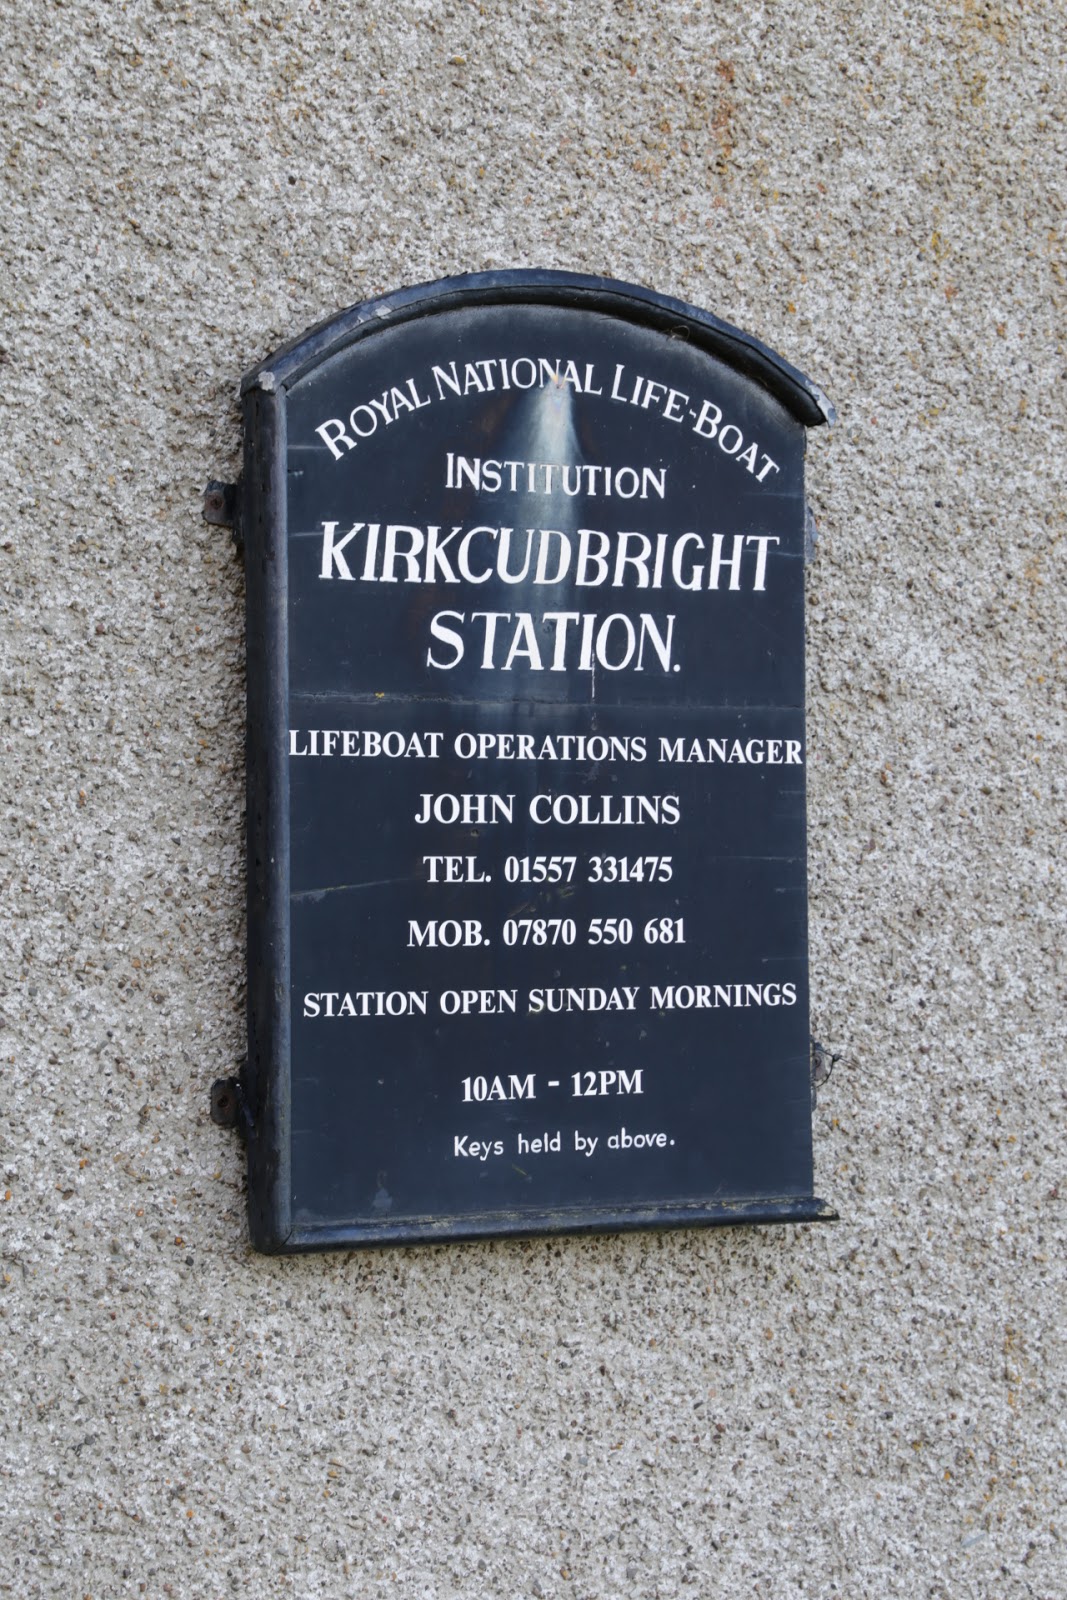 ROYAL NATIONAL LIFE-BOAT
INSTITUTION
KIRKCUDBRIGHT
STATION.
LIFEBOAT OPERATIONS MANAGER
JOHN COLLINS
TEL. 01557 331475
MOB. 07870 550 681
STATION OPEN SUNDAY MORNINGS
10AM - 12PM
Keys held by above.